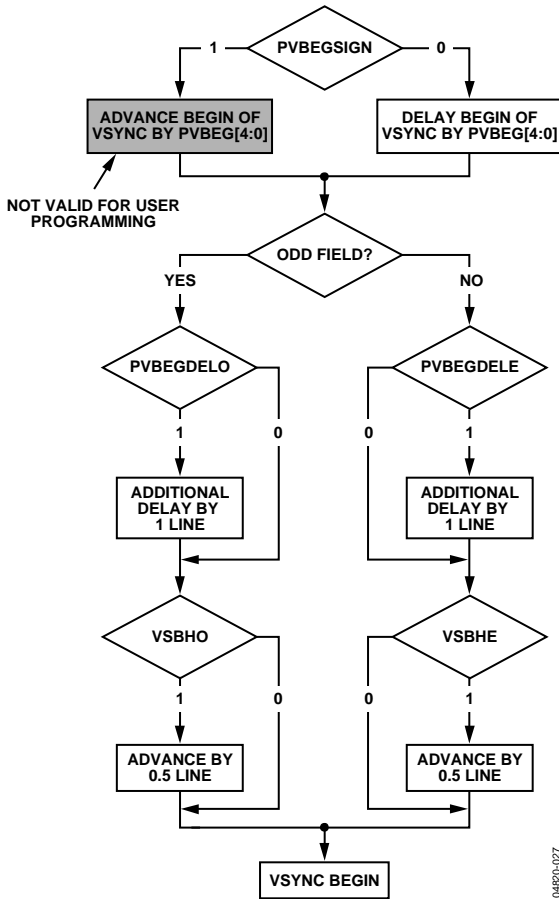 PVBEGSIGN
1
0
ADVANCE BEGIN OF
VSYNC BY PVBEG[4:0]
DELAY BEGIN OF
VSYNC BY PVBEG[4:0]
NOT VALID FOR USER
PROGRAMMING
ODD FIELD?
YES
NO
PVBEGDELO
PVBEGDELE
1
0
0
1
ADDITIONAL
DELAY BY
1 LINE
ADDITIONAL
DELAY BY
1 LINE
VSBHO
VSBHE
1
0
0
1
ADVANCE BY
0.5 LINE
ADVANCE BY
0.5 LINE
VSYNC BEGIN
04820-027